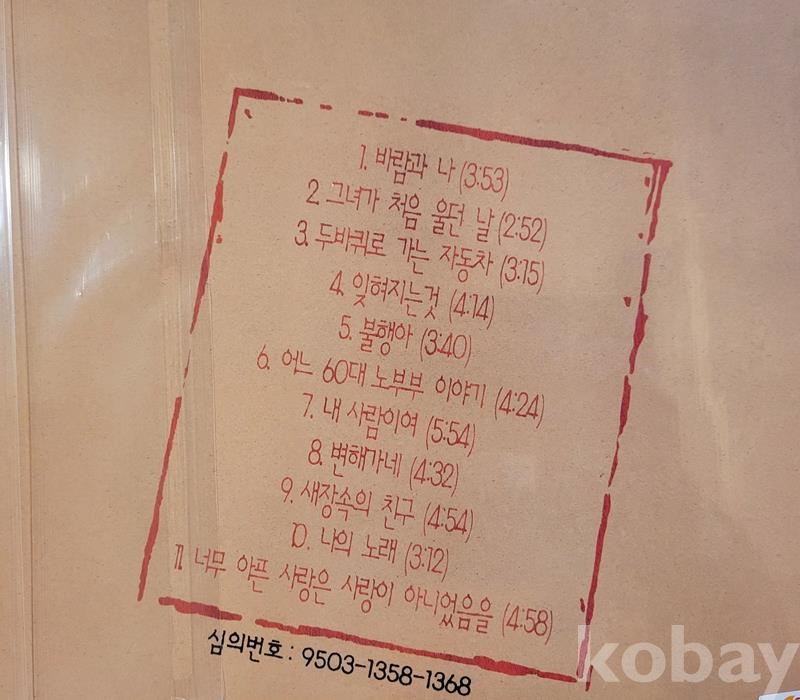 1. 바람과 나 (3:53)
2. 그녀가 처음 울던 날 (2:52)
3. 두바퀴로 가는 자동차 (3:15)
4. 잊혀지는것 (4:14)
5. 불행아 (3:40)
6. 어느 60대 노부부 이야기 (4:24)
7. 내 사람이여 (5:54)
8. 변해가네 (4:32)
9. 새장속의 친구 (4:54)
10. 나의 노래 (3:12)
11. 너무 아픈 사랑은 사랑이 아니었음을 (4:58)
심의번호 : 9503-1358-1368
kobay